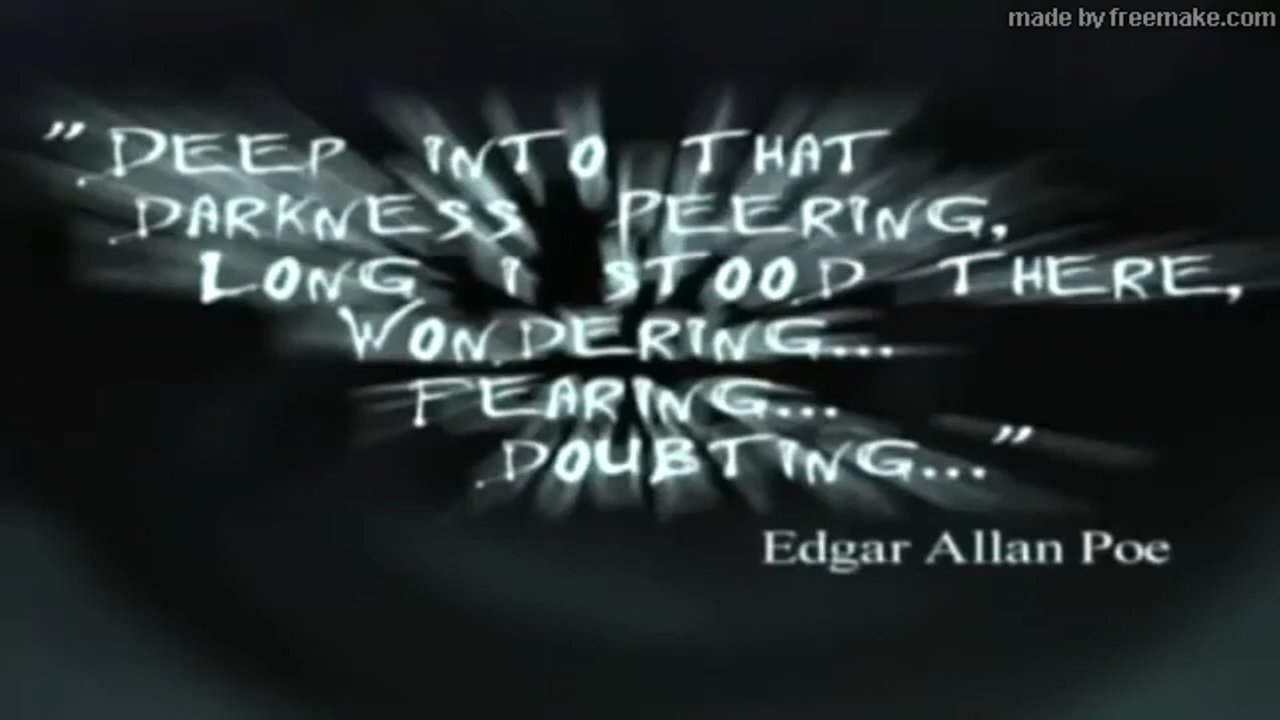 made by freemake.com
"DEEP INTO THAT
DARKNESS PEERING,
LONG I STOOD THERE,
WONDERING...
FEARING...
DOUBTING..."
Edgar Allan Poe